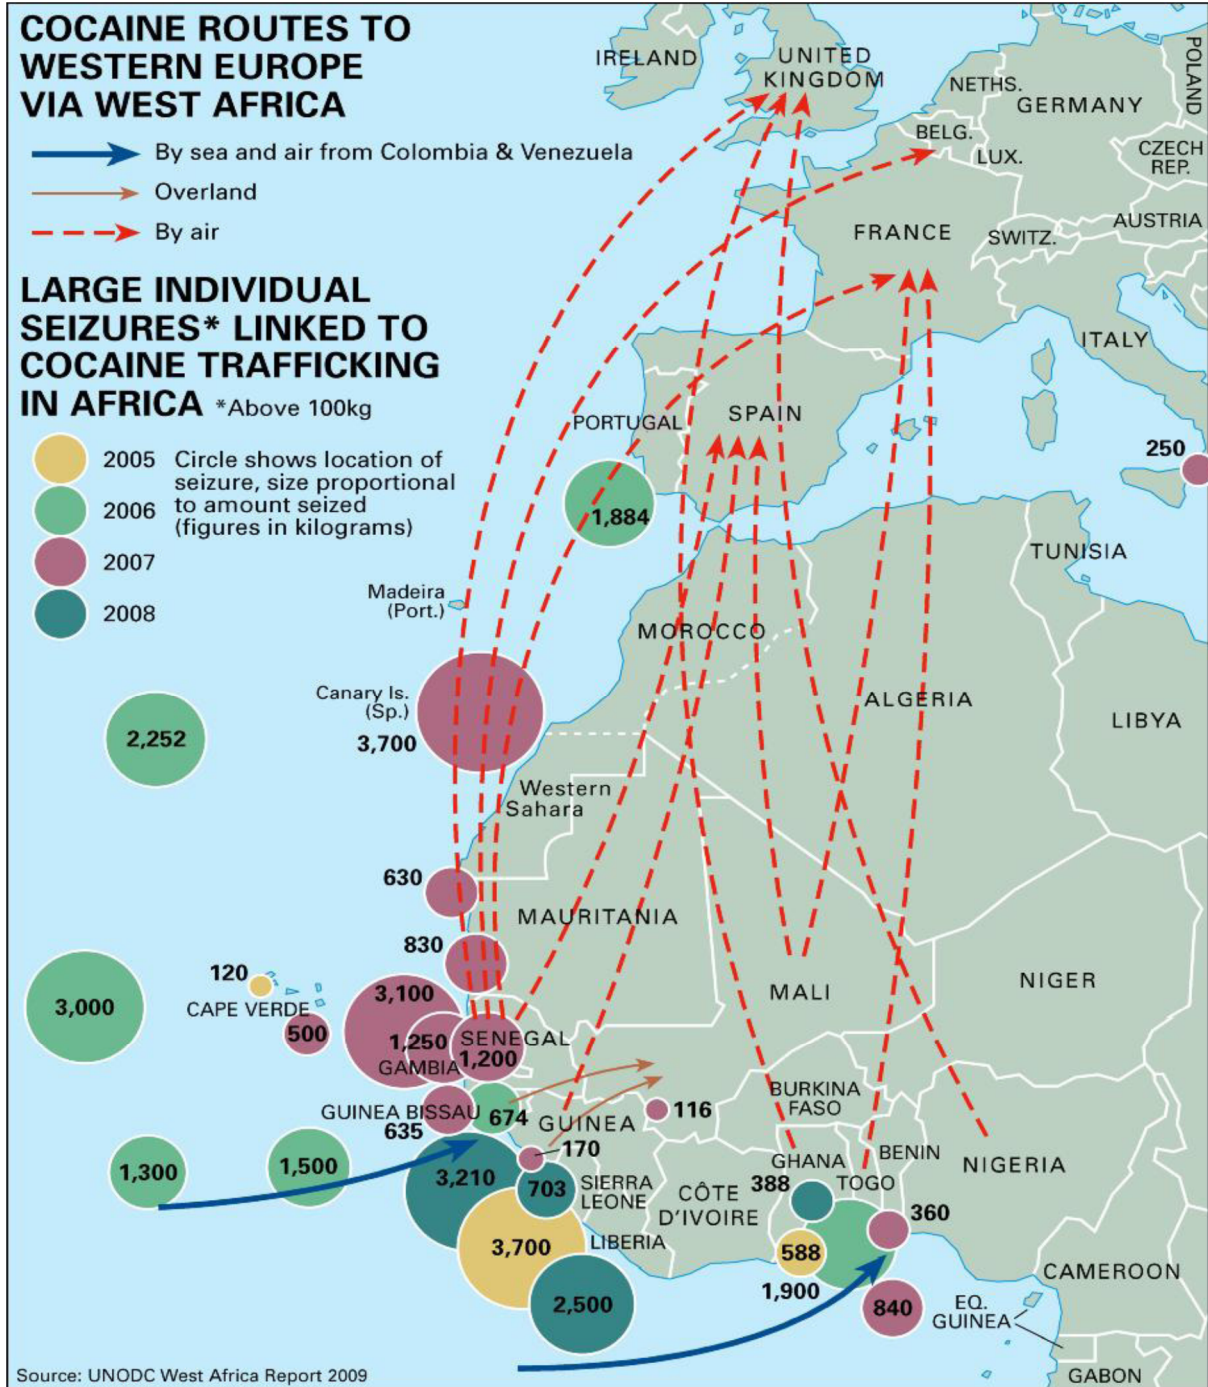 COCAINE ROUTES TO
WESTERN EUROPE
VIA WEST AFRICA
By sea and air from Colombia & Venezuela
Overland
By air
LARGE INDIVIDUAL
SEIZURES* LINKED TO
COCAINE TRAFFICKING
IN AFRICA *Above 100kg
2005
2006
2007
2008
Circle shows location of
seizure, size proportional
to amount seized
(figures in kilograms)
IRELAND
UNITED
KINGDOM
NETHS.
GERMANY
POLAND
BELG.
LUX.
CZECH
REP.
FRANCE
SWITZ.
AUSTRIA
ITALY
PORTUGAL
SPAIN
250
1,884
TUNISIA
Madeira
(Port.)
MOROCCO
Canary Is.
(Sp.)
3,700
ALGERIA
LIBYA
2,252
Western
Sahara
630
MAURITANIA
830
120
CAPE VERDE
3,000
500
3,100
1,250
SENEGAL
1,200
GAMBIA
MALI
NIGER
GUINEA BISSAU
635
674
GUINEA
116
BURKINA
FASO
170
1,300
1,500
3,210
703
SIERRA
LEONE
CÔTE
D'IVOIRE
GHANA
388
TOGO
BENIN
NIGERIA
360
3,700
LIBERIA
588
1,900
2,500
840
CAMEROON
EQ.
GUINEA
GABON
Source: UNODC West Africa Report 2009